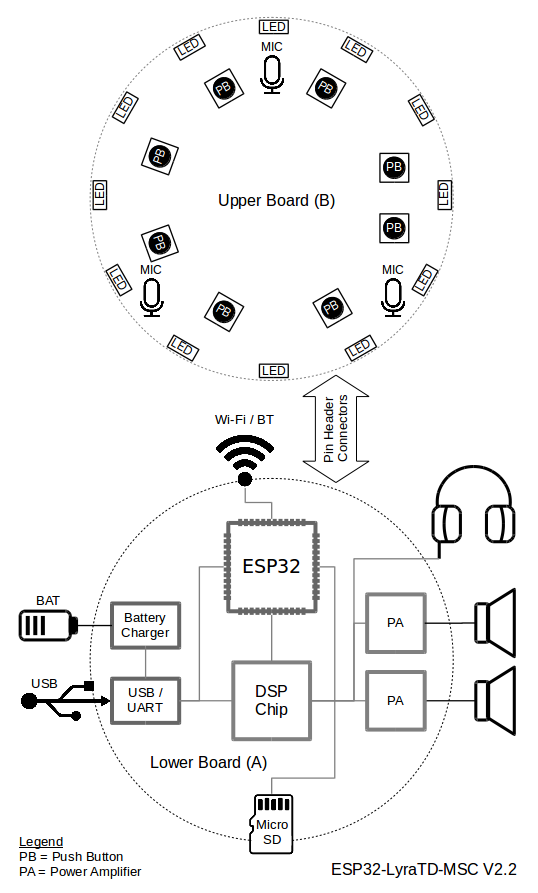 LED
LED
LED
MIC
PB
PB
LED
LED
PB
PB
LED
Upper Board (B)
LED
PB
PB
MIC
MIC
LED
LED
PB
PB
LED
LED
LED
Pin Header
Connectors
Wi-Fi / BT
ESP32
BAT
Battery
Charger
PA
USB
USB /
UART
DSP
Chip
PA
Lower Board (A)
Micro
SD
Legend
PB = Push Button
PA = Power Amplifier
ESP32-LyraTD-MSC V2.2